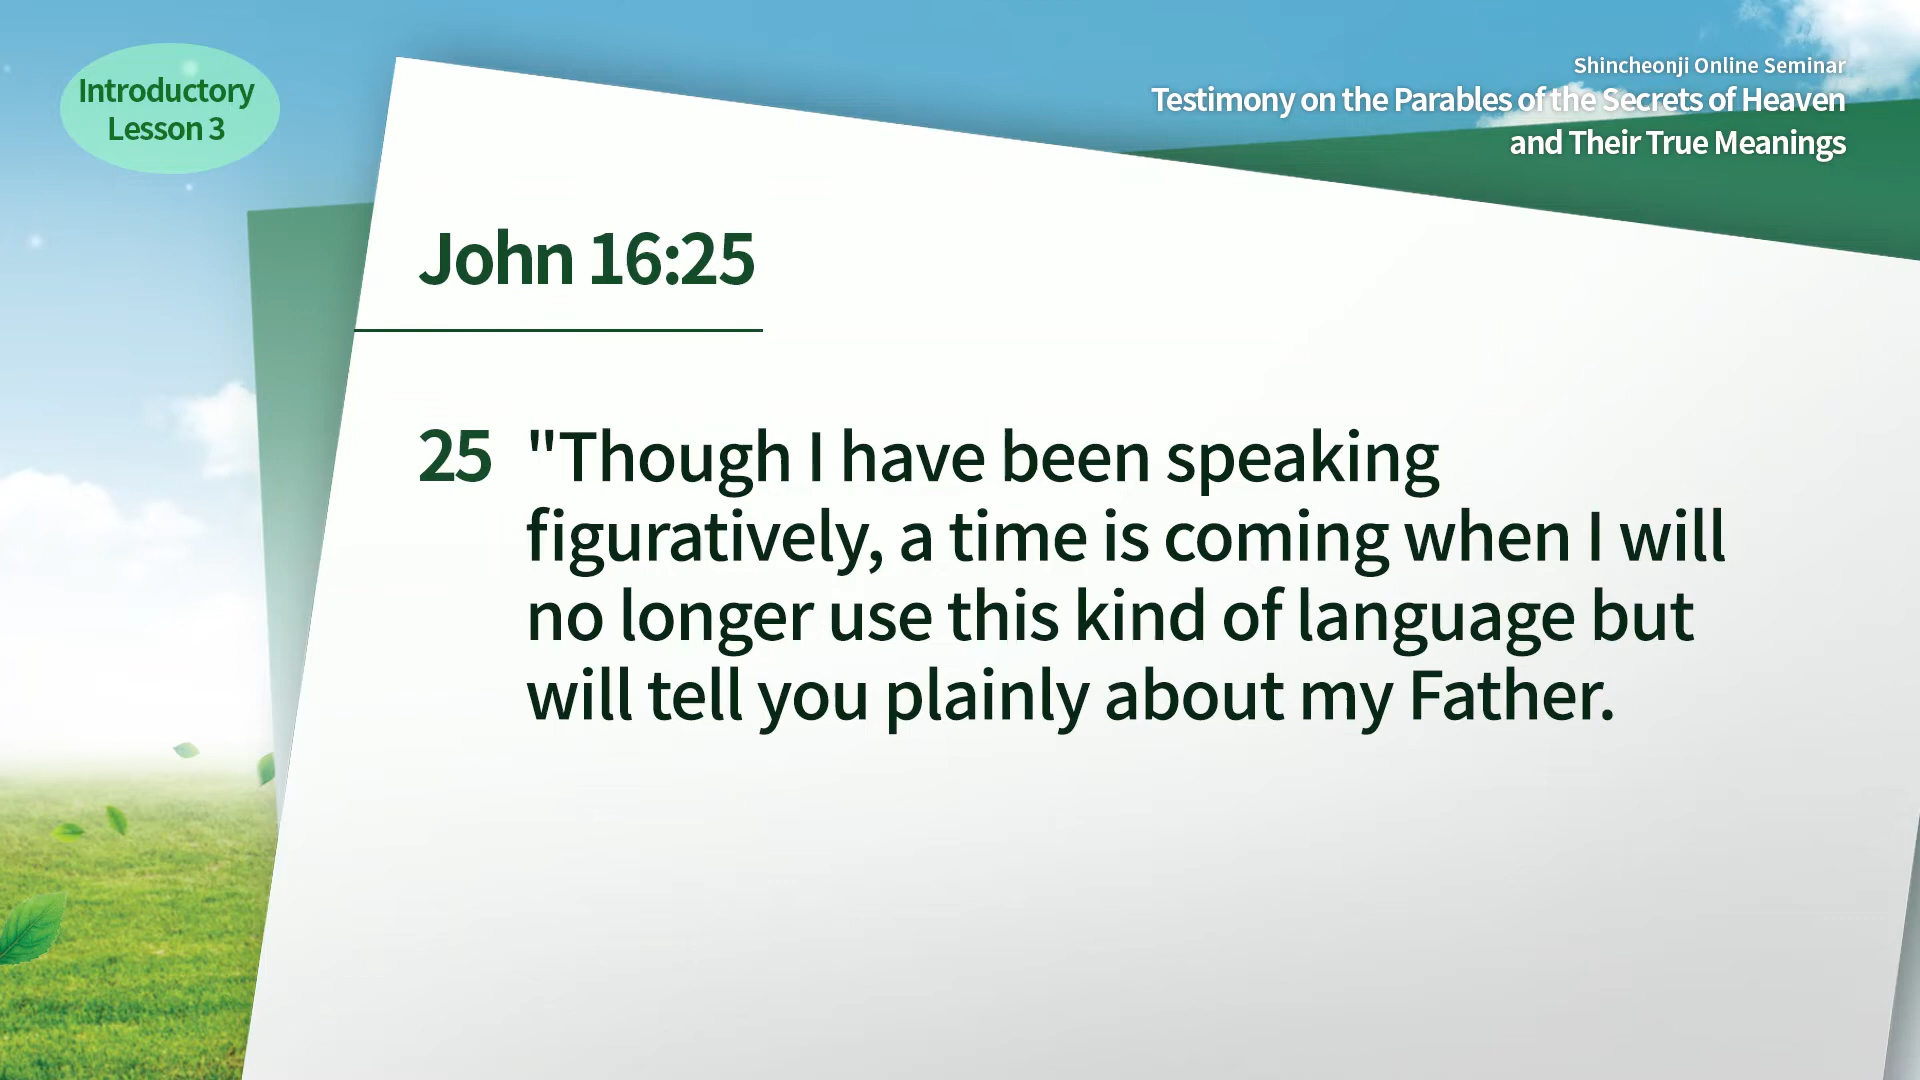 Introductory
Lesson 3
Shincheonji Online Seminar
Testimony on the Parables of the Secrets of Heaven
and Their True Meanings
John 16:25
25 "Though I have been speaking
figuratively, a time is coming when I will
no longer use this kind of language but
will tell you plainly about my Father.